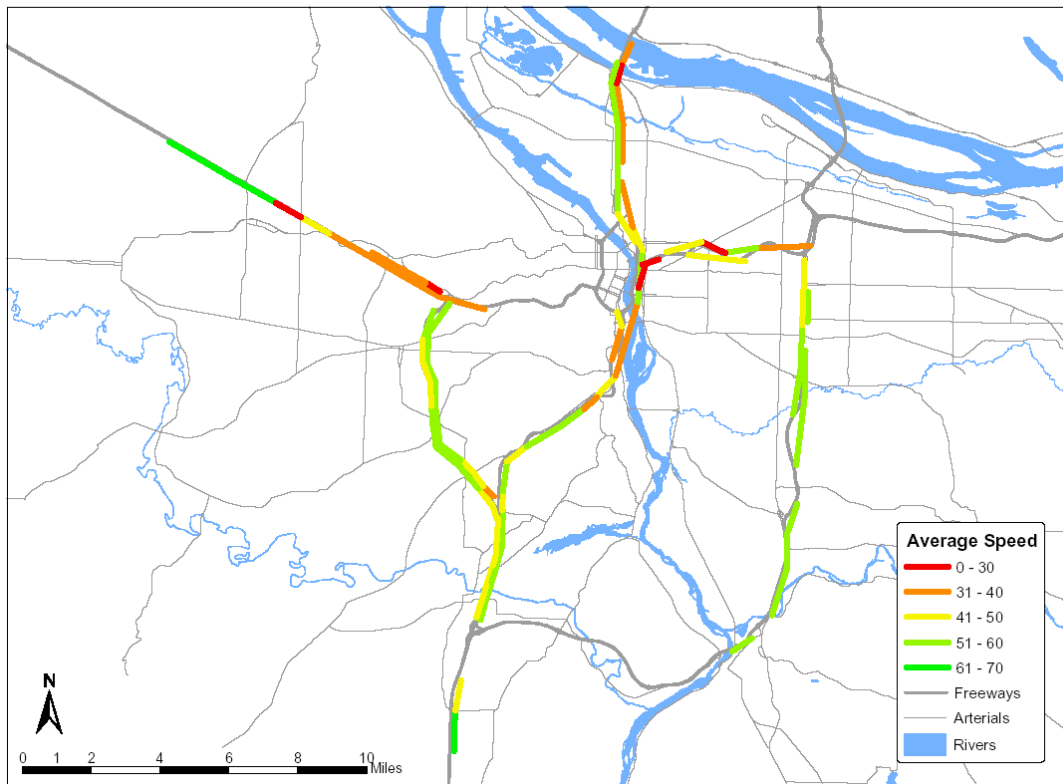 Average Speed
0 - 30
31 - 40
41 - 50
51 - 60
61 - 70
Freeways
Arterials
Rivers
N
0 1 2 4 6 8 10
Miles